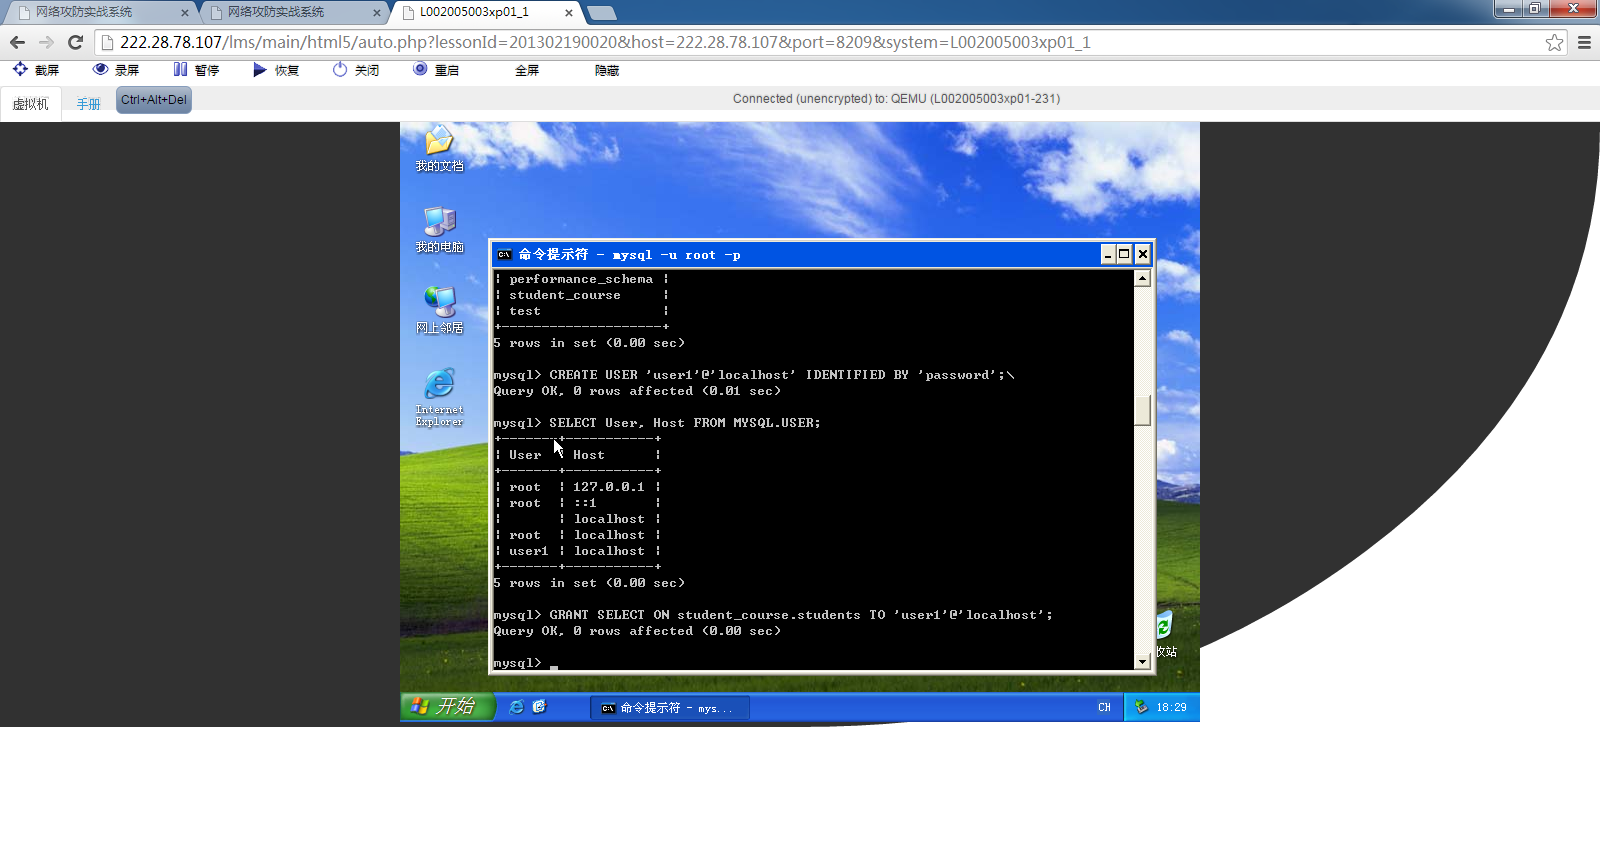 网络攻防实战系统
网络攻防实战系统
L002005003xp01_1
222.28.78.107/lms/main/html5/auto.php?lessonId=201302190020&host=222.28.78.107&port=8209&system=L002005003xp01_1
截屏 录屏 暂停 恢复 关闭 重启 全屏 隐藏
虚拟机 手册 Ctrl+Alt+Del
Connected (unencrypted) to: QEMU (L002005003xp01-231)
我的文档
我的电脑
网上邻居
Internet
Explorer
命令提示符 - mysql -u root -p
| performance_schema |
| student_course |
| test |
+--------------------+
5 rows in set (0.00 sec)
mysql> CREATE USER 'user1'@'localhost' IDENTIFIED BY 'password';\
Query OK, 0 rows affected (0.01 sec)
mysql> SELECT User, Host FROM MYSQL.USER;
+-------+-----------+
| User | Host |
+-------+-----------+
| root | 127.0.0.1 |
| root | ::1 |
| | localhost |
| root | localhost |
| user1 | localhost |
+-------+-----------+
5 rows in set (0.00 sec)
mysql> GRANT SELECT ON student_course.students TO 'user1'@'localhost';
Query OK, 0 rows affected (0.00 sec)
mysql> _
收站
开始
命令提示符 - mys...
CH
18:29